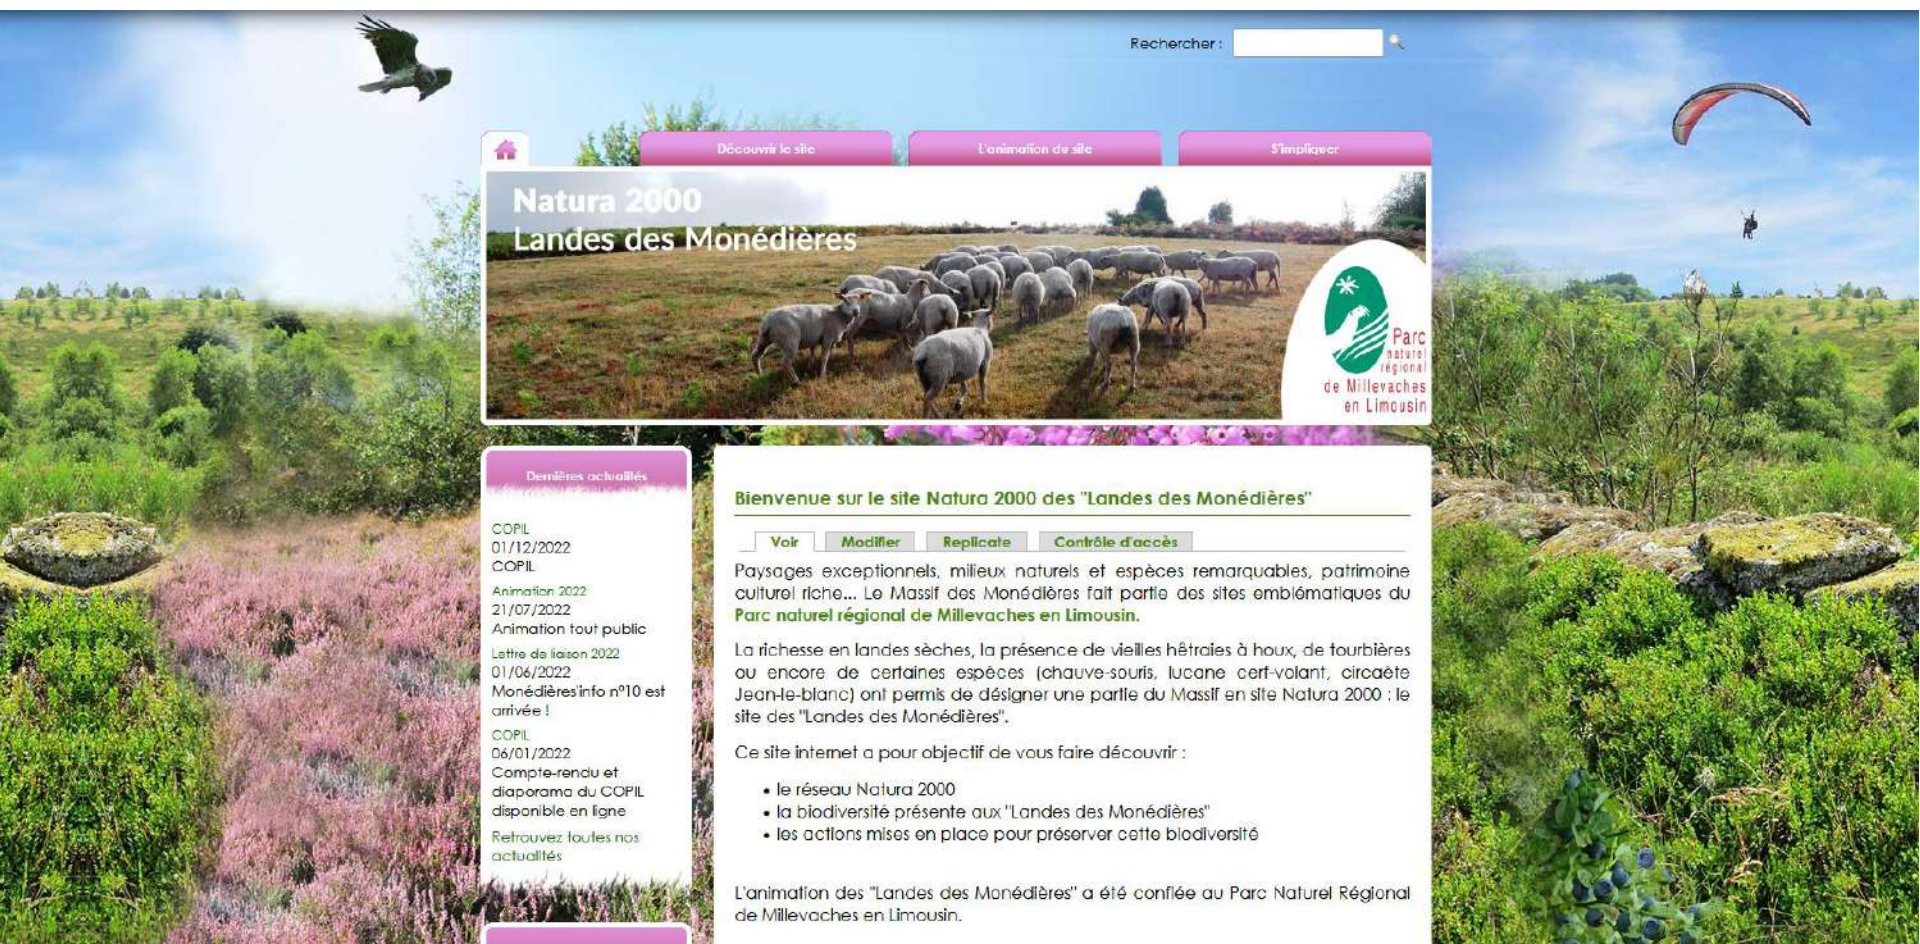 Rechercher :
Découvrir le site
L'animation du site
S'impliquer
Natura 2000
Landes des Monédières
Parc
naturel
régional
de Millevaches
en Limousin
Dernières actualités
COPIL
01/12/2022
COPIL
Animation 2022
21/07/2022
Animation tout public
Lettre de liaison 2022
01/06/2022
Monédières'info n°10 est
arrivée !
COPIL
06/01/2022
Compte-rendu et
diaporama du COPIL
disponible en ligne
Retrouvez toutes nos
actualités
Bienvenue sur le site Natura 2000 des "Landes des Monédières"
Voir Modifier Replicate Contrôle d'accès
Paysages exceptionnels, milieux naturels et espèces remarquables, patrimoine
culturel riche... Le Massif des Monédières fait partie des sites emblématiques du
Parc naturel régional de Millevaches en Limousin.
La richesse en landes sèches, la présence de vieilles hêtraies à houx, de tourbières
ou encore de certaines espèces (chauve-souris, lucane cerf-volant, circaète
Jean-le-blanc) ont permis de désigner une partie du Massif en site Natura 2000 : le
site des "Landes des Monédières".
Ce site internet a pour objectif de vous faire découvrir :
• le réseau Natura 2000
• la biodiversité présente aux "Landes des Monédières"
• les actions mises en place pour préserver cette biodiversité
L'animation des "Landes des Monédières" a été confiée au Parc Naturel Régional
de Millevaches en Limousin.